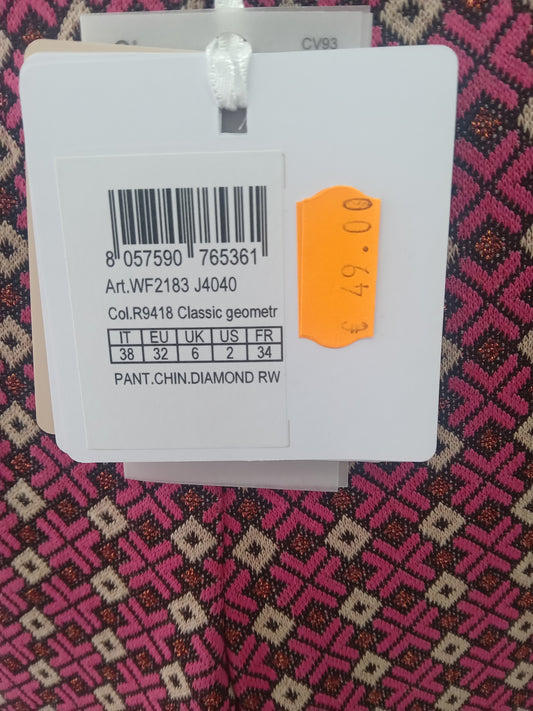 CV93
8 057590 765361
Art.WF2183 J4040
Col.R9418 Classic geometr
IT EU UK US FR
38 32 6 2 34
PANT.CHIN.DIAMOND RW
€ 49.00